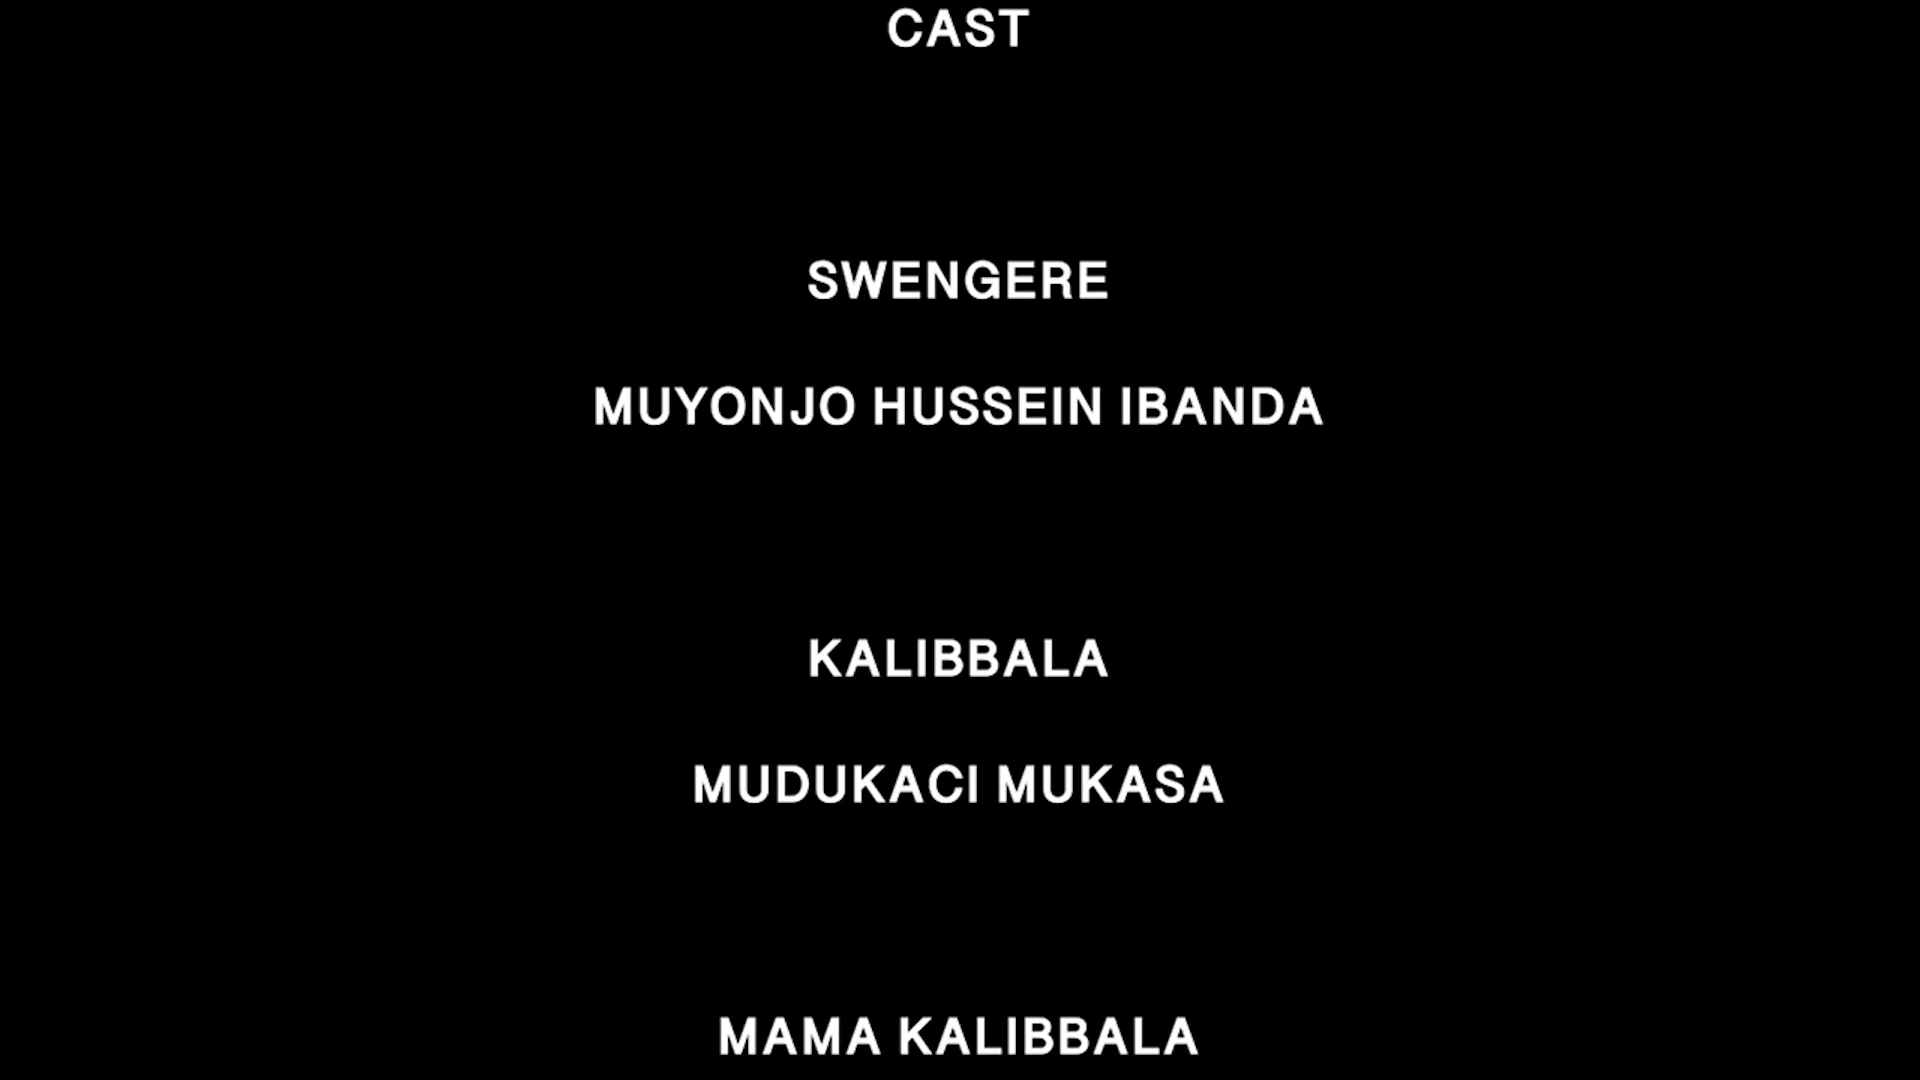 CAST
SWENGERE
MUYONJO HUSSEIN IBANDA
KALIBBALA
MUDUKACI MUKASA
MAMA KALIBBALA